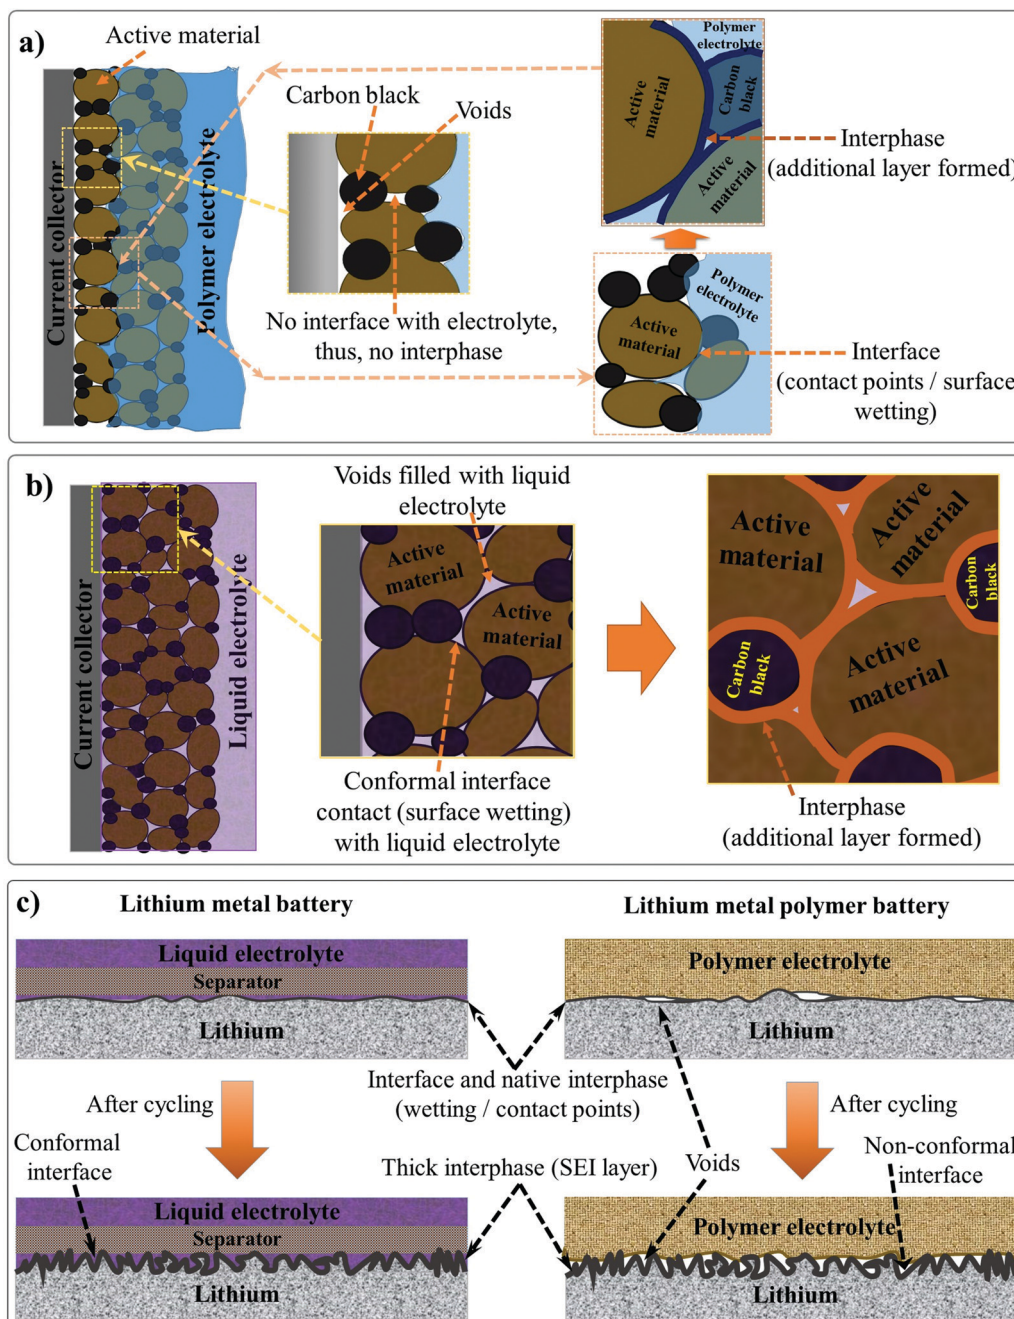 a)
Active material
Current collector
Polymer electrolyte
Carbon black
Voids
No interface with electrolyte,
thus, no interphase
Active
material
Polymer
electrolyte
Carbon
black
Active
material
Interphase
(additional layer formed)
Polymer
electrolyte
Active
material
Interface
(contact points / surface
wetting)
b)
Current collector
Liquid electrolyte
Voids filled with liquid
electrolyte
Active
material
Active
material
Conformal interface
contact (surface wetting)
with liquid electrolyte
Active
material
Active
material
Carbon
black
Carbon
black
Active
material
Interphase
(additional layer formed)
c)
Lithium metal battery
Lithium metal polymer battery
Liquid electrolyte
Separator
Lithium
Polymer electrolyte
Lithium
Interface and native interphase
(wetting / contact points)
After cycling
After cycling
Conformal
interface
Thick interphase (SEI layer)
Voids
Non-conformal
interface
Liquid electrolyte
Separator
Lithium
Polymer electrolyte
Lithium